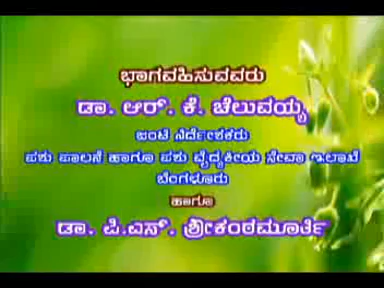 ಭಾಗವಹಿಸುವವರು
ಡಾ. ಆರ್. ಕೆ. ಚೆಲುವಯ್ಯ
ಜಂಟಿ ನಿರ್ದೇಶಕರು
ಪಶು ಪಾಲನೆ ಹಾಗೂ ಪಶು ವೈದ್ಯಕೀಯ ಸೇವಾ ಇಲಾಖೆ
ಬೆಂಗಳೂರು
ಹಾಗೂ
ಡಾ. ಪಿ.ಎಸ್. ಶ್ರೀಕಂಠಮೂರ್ತಿ